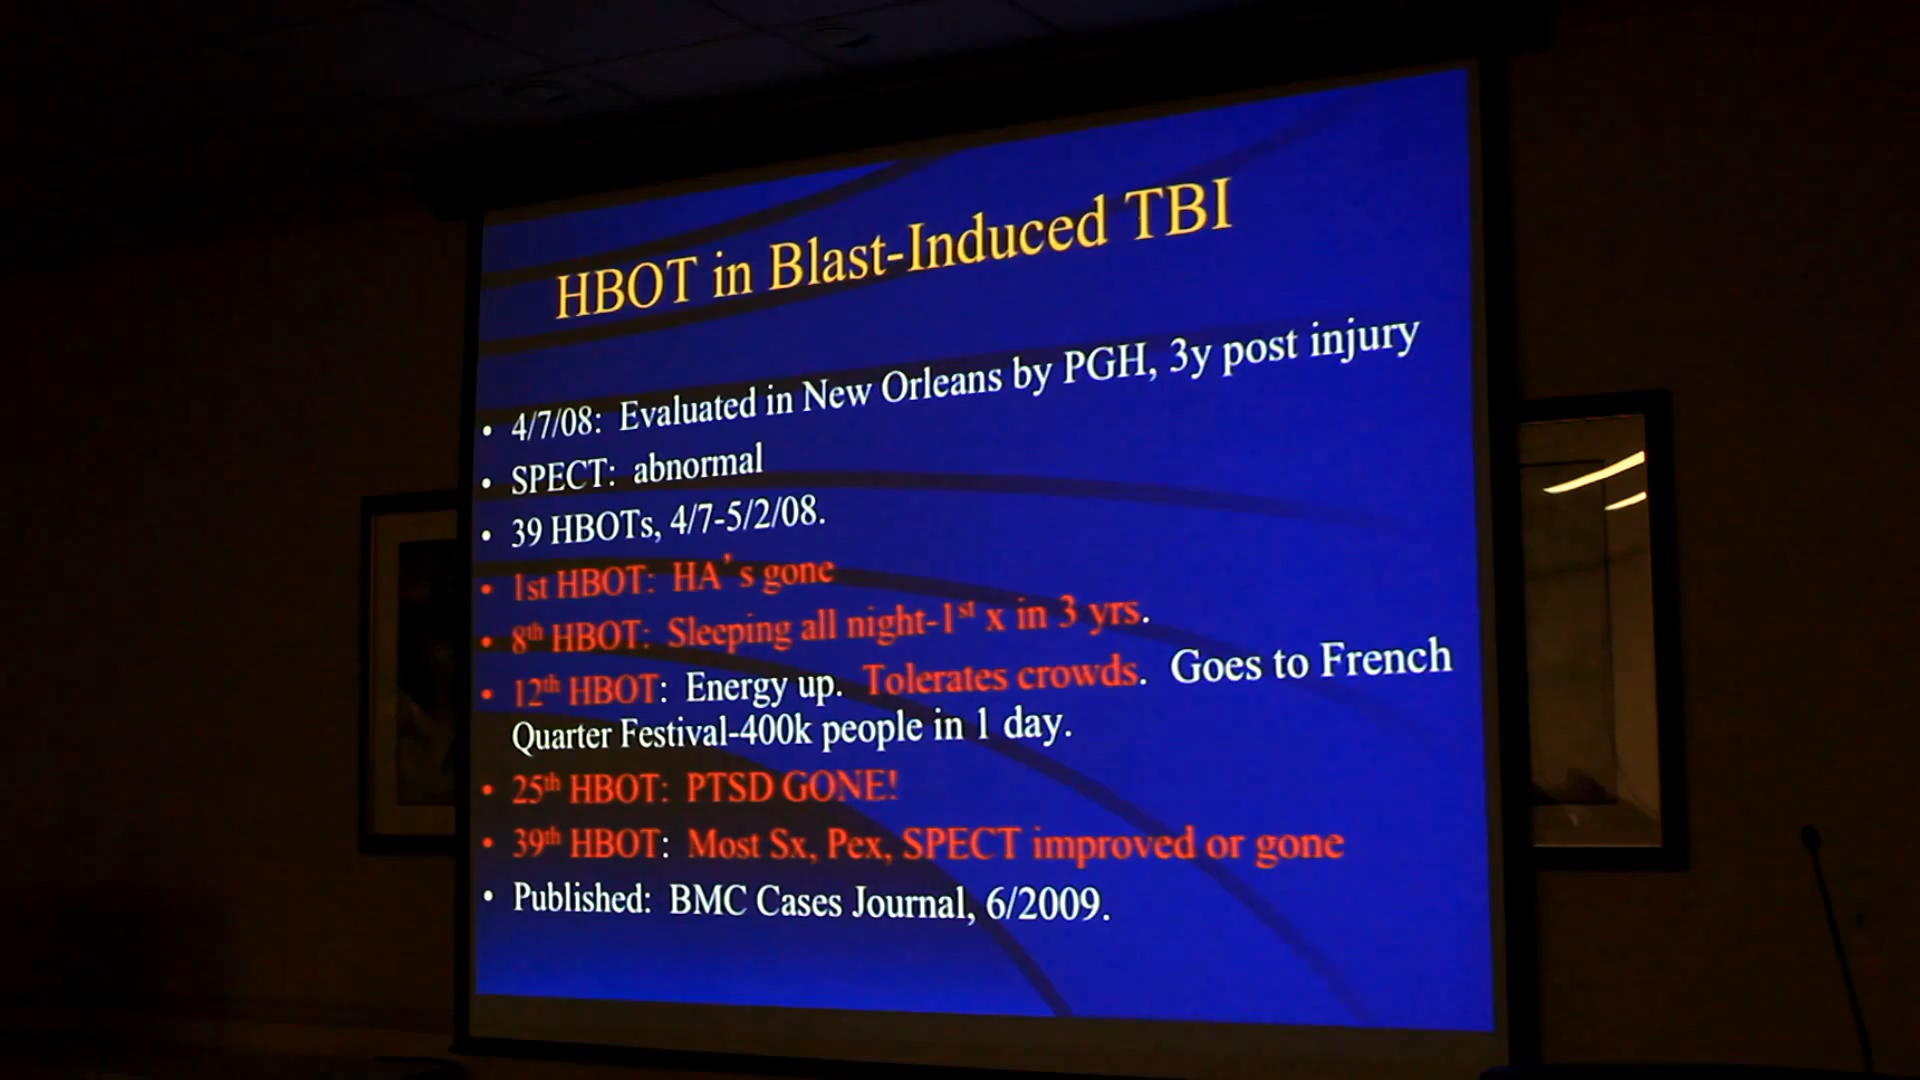 HBOT in Blast-Induced TBI
• 4/7/08: Evaluated in New Orleans by PGH, 3y post injury
• SPECT: abnormal
• 39 HBOTs, 4/7-5/2/08.
• 1st HBOT: HA's gone
• 8th HBOT: Sleeping all night-1st x in 3 yrs.
• 12th HBOT: Energy up. Tolerates crowds. Goes to French
Quarter Festival-400k people in 1 day.
• 25th HBOT: PTSD GONE!
• 39th HBOT: Most Sx, Pex, SPECT improved or gone
• Published: BMC Cases Journal, 6/2009.